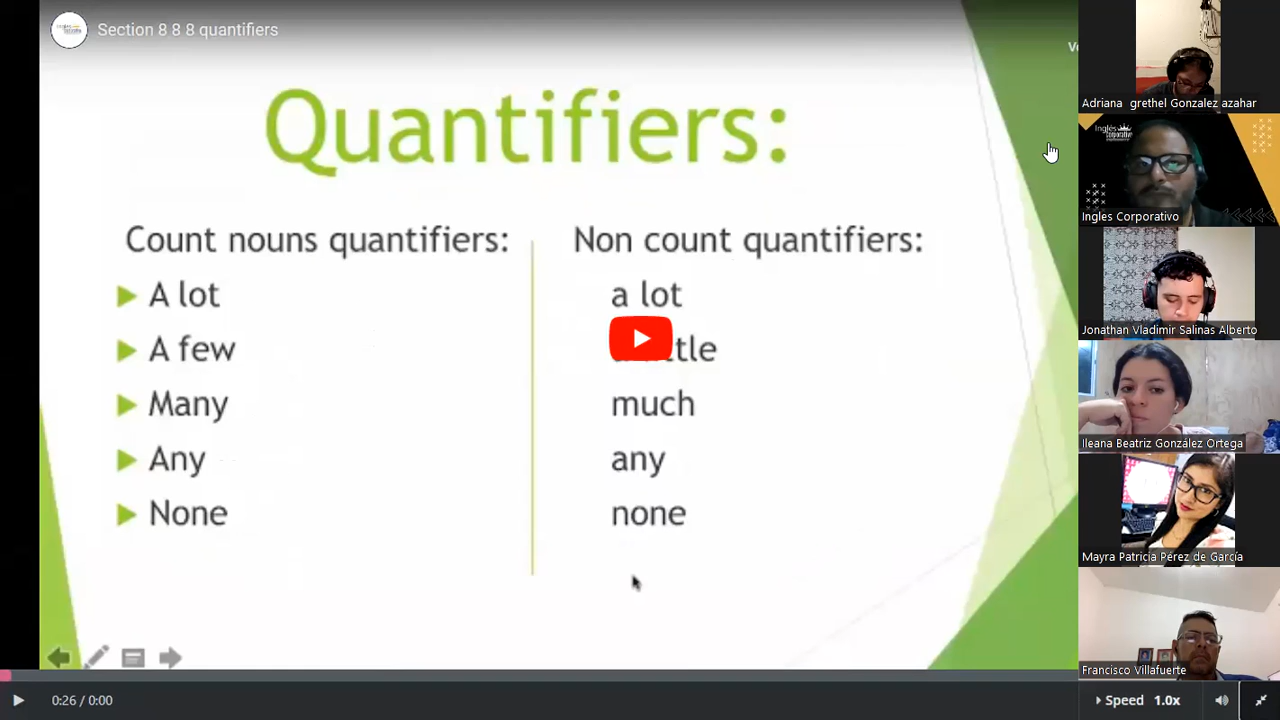 Section 8 8 8 quantifiers
Quantifiers:
Count nouns quantifiers:
A lot
A few
Many
Any
None
Non count quantifiers:
a lot
much
any
none
0:26 / 0:00
Adriana grethel Gonzalez azahar
Inglés
Corporativo
Ingles Corporativo
Jonathan Vladimir Salinas Alberto
Ileana Beatriz González Ortega
Mayra Patricia Pérez de García
Francisco Villafuerte
Speed 1.0x